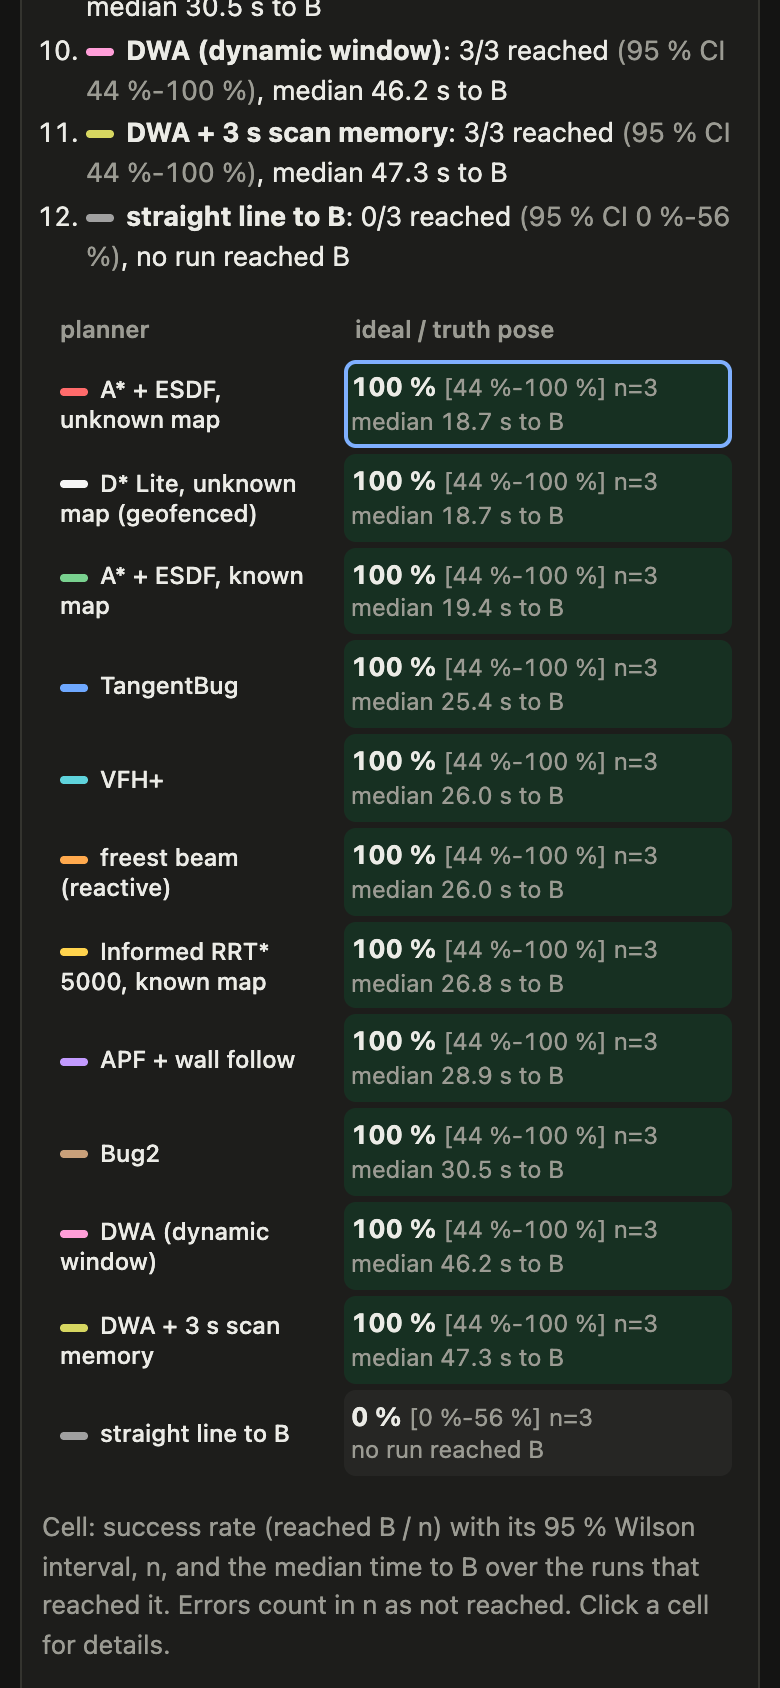 median 30.5 s to B
10. DWA (dynamic window): 3/3 reached (95 % CI
44 %-100 %), median 46.2 s to B
11. DWA + 3 s scan memory: 3/3 reached (95 % CI
44 %-100 %), median 47.3 s to B
12. straight line to B: 0/3 reached (95 % CI 0 %-56
%), no run reached B
planner
ideal / truth pose
A* + ESDF,
unknown map
100 % [44 %-100 %] n=3
median 18.7 s to B
D* Lite, unknown
map (geofenced)
100 % [44 %-100 %] n=3
median 18.7 s to B
A* + ESDF, known
map
100 % [44 %-100 %] n=3
median 19.4 s to B
TangentBug
100 % [44 %-100 %] n=3
median 25.4 s to B
VFH+
100 % [44 %-100 %] n=3
median 26.0 s to B
freest beam
(reactive)
100 % [44 %-100 %] n=3
median 26.0 s to B
Informed RRT*
5000, known map
100 % [44 %-100 %] n=3
median 26.8 s to B
APF + wall follow
100 % [44 %-100 %] n=3
median 28.9 s to B
Bug2
100 % [44 %-100 %] n=3
median 30.5 s to B
DWA (dynamic
window)
100 % [44 %-100 %] n=3
median 46.2 s to B
DWA + 3 s scan
memory
100 % [44 %-100 %] n=3
median 47.3 s to B
straight line to B
0 % [0 %-56 %] n=3
no run reached B
Cell: success rate (reached B / n) with its 95 % Wilson
interval, n, and the median time to B over the runs that
reached it. Errors count in n as not reached. Click a cell
for details.